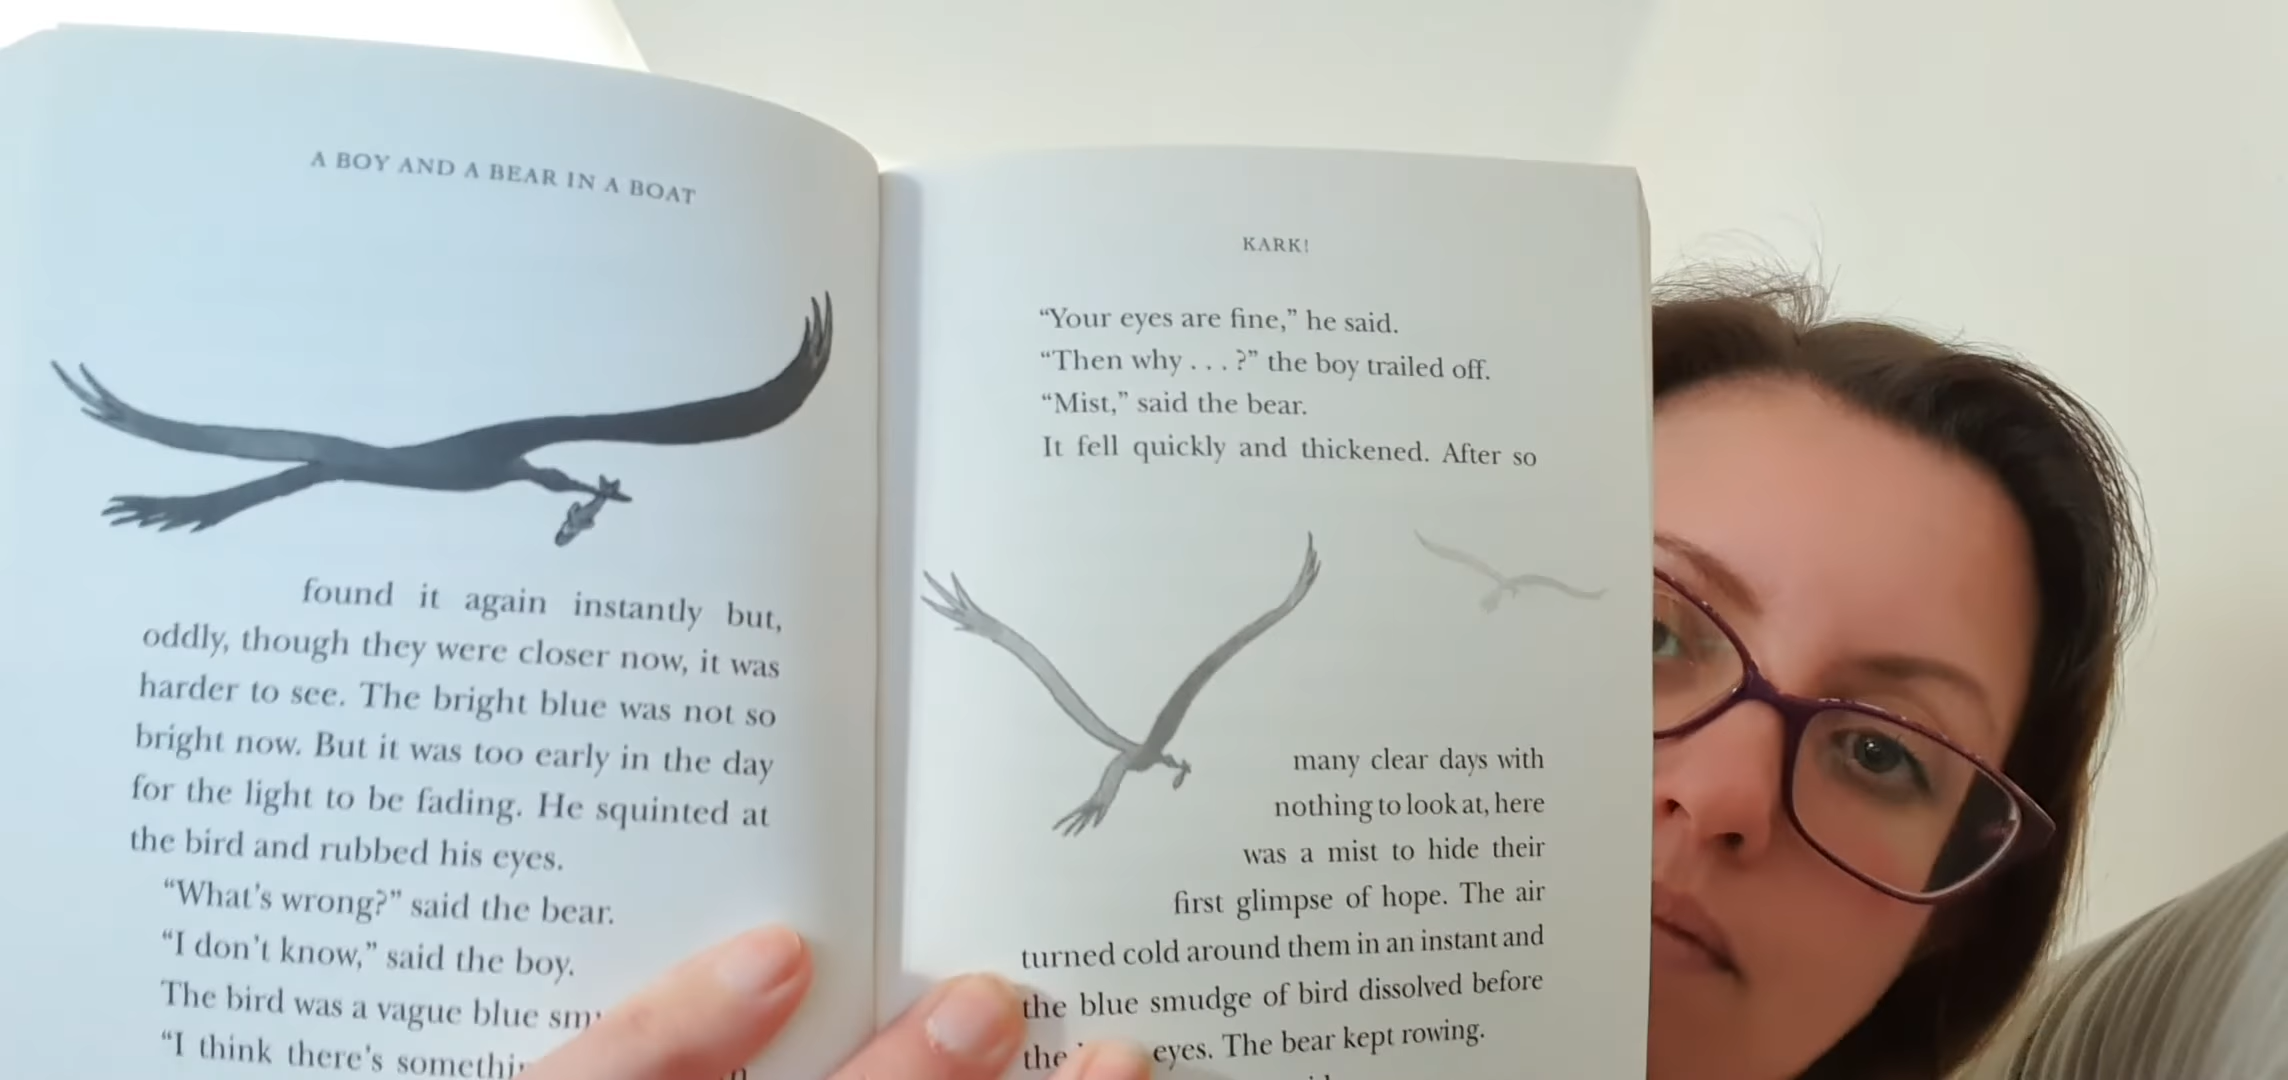 A BOY AND A BEAR IN A BOAT
found it again instantly but,
oddly, though they were closer now, it was
harder to see. The bright blue was not so
bright now. But it was too early in the day
for the light to be fading. He squinted at
the bird and rubbed his eyes.
“What’s wrong?” said the bear.
“I don’t know,” said the boy.
The bird was a vague blue
“I think there’s
KARK!
“Your eyes are fine,” he said.
“Then why . . . ?” the boy trailed off.
“Mist,” said the bear.
It fell quickly and thickened. After so
many clear days with
nothing to look at, here
was a mist to hide their
first glimpse of hope. The air
turned cold around them in an instant and
the blue smudge of bird dissolved before
the eyes. The bear kept rowing.